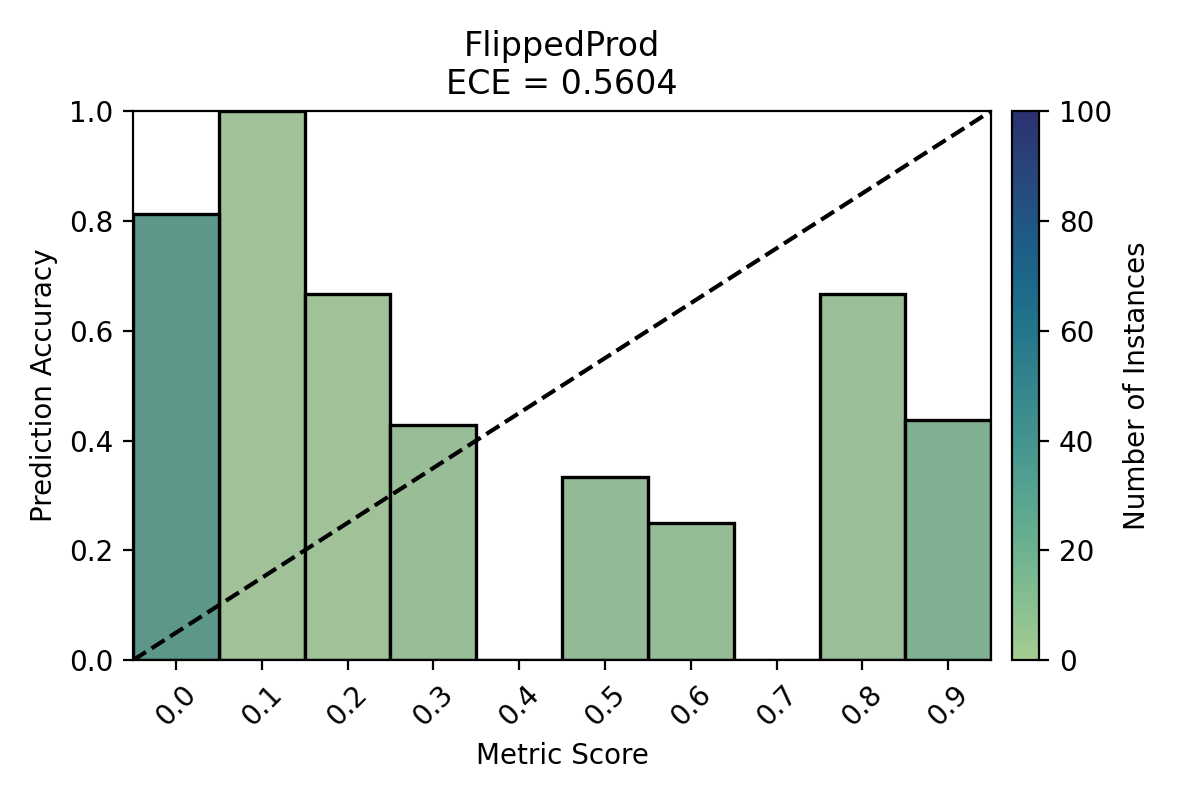 FlippedProd
ECE = 0.5604
1.0
0.8
0.6
0.4
0.2
0.0
Prediction Accuracy
0.0 0.1 0.2 0.3 0.4 0.5 0.6 0.7 0.8 0.9
Metric Score
100
80
60
40
20
0
Number of Instances